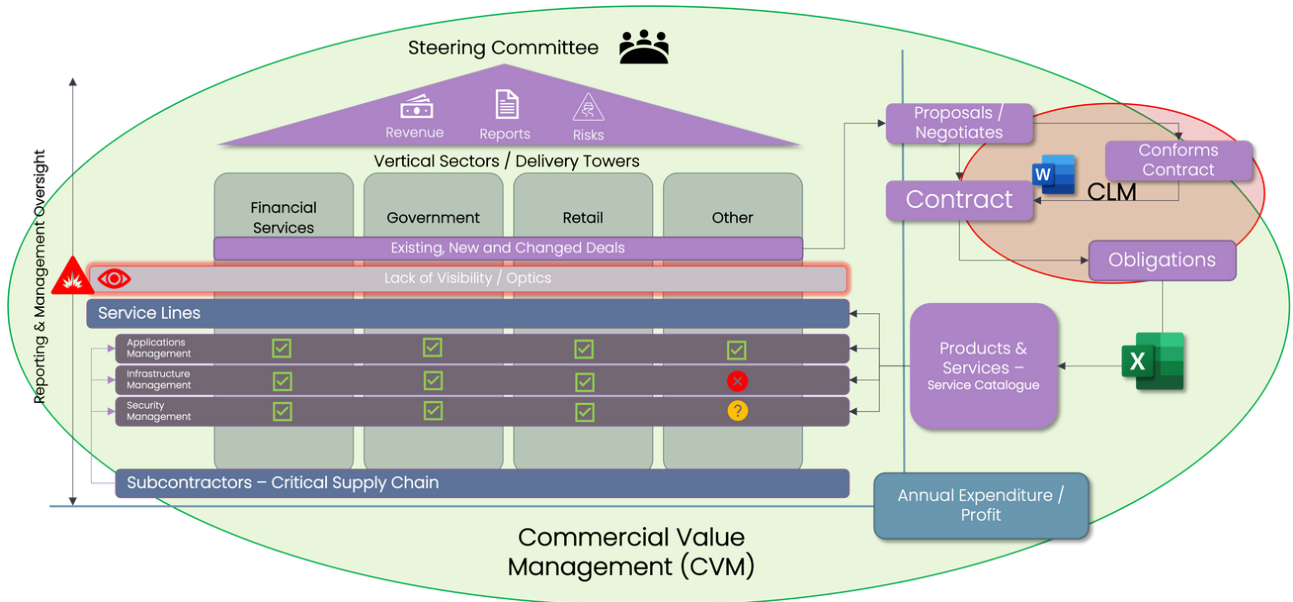 Steering Committee
Revenue
Reports
Risks
Vertical Sectors / Delivery Towers
Reporting & Management Oversight
Financial
Services
Government
Retail
Other
Existing, New and Changed Deals
Lack of Visibility / Optics
Service Lines
Applications
Management
Infrastructure
Management
Security
Management
?
Subcontractors – Critical Supply Chain
Proposals /
Negotiates
Conforms
Contract
W
CLM
Contract
Obligations
Products &
Services –
Service Catalogue
X
Annual Expenditure /
Profit
Commercial Value
Management (CVM)